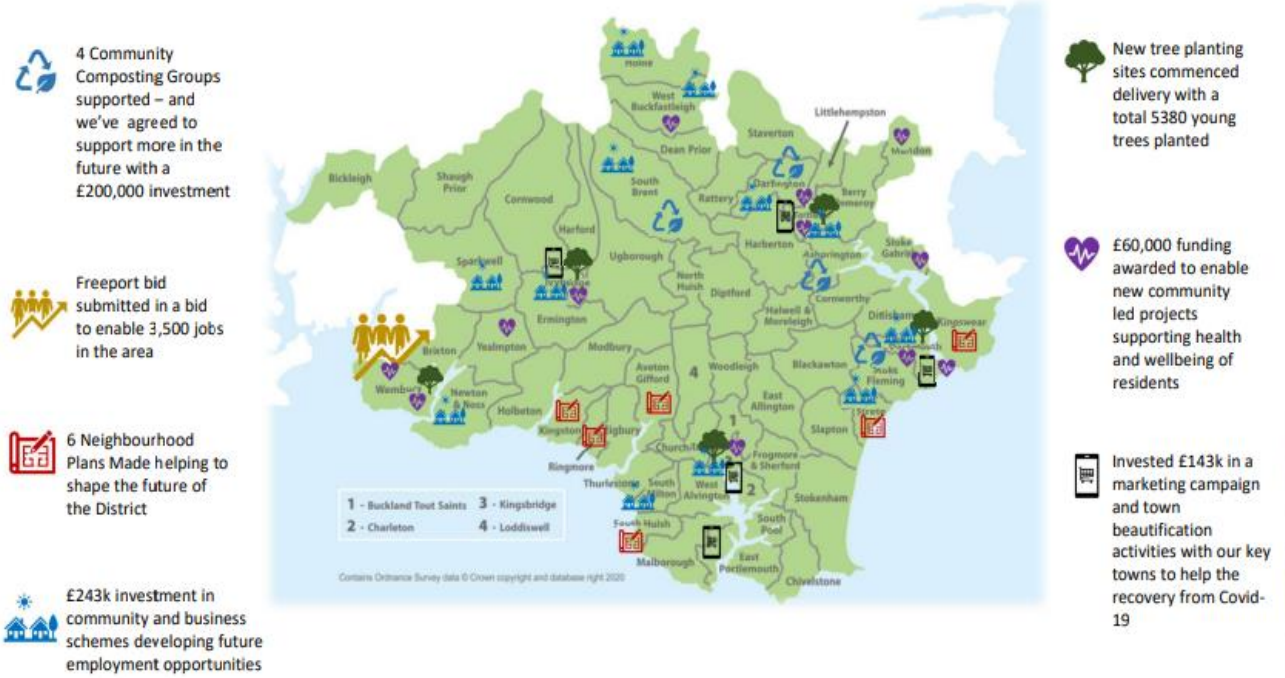 4 Community
Composting Groups
supported – and
we've agreed to
support more in the
future with a
£200,000 investment
Freeport bid
submitted in a bid
to enable 3,500 jobs
in the area
6 Neighbourhood
Plans Made helping to
shape the future of
the District
£243k investment in
community and business
schemes developing future
employment opportunities
Holne
West
Buckfastleigh
Littlehempston
Staverton
Marldon
Dean Prior
Bickleigh
Shaugh
Prior
Cornwood
South
Brent
Rattery
Dartington
Berry
Pomeroy
Harford
Harberton
Ashprington
Stoke
Gabriel
Sparkwell
Ugborough
North
Huish
Diptford
Cornworthy
Halwell &
Moreleigh
Ermington
Dittisham
Kingswear
Brixton
Yealmpton
Modbury
Aveton
Gifford
4
Woodleigh
Blackawton
Stoke
Fleming
Wembury
Newton
& Noss
Holbeton
East
Allington
Strete
Kingston
Bigbury
1
Slapton
Ringmore
Frogmore
& Sherford
Thurlestone
South
Milton
West
Alvington
2
Stokenham
South Huish
South
Pool
Malborough
East
Portlemouth
Chivelstone
1 - Buckland Tout Saints
3 - Kingsbridge
2 - Charleton
4 - Loddiswell
Contains Ordnance Survey data © Crown copyright and database right 2020
New tree planting
sites commenced
delivery with a
total 5380 young
trees planted
£60,000 funding
awarded to enable
new community
led projects
supporting health
and wellbeing of
residents
Invested £143k in a
marketing campaign
and town
beautification
activities with our key
towns to help the
recovery from Covid-
19